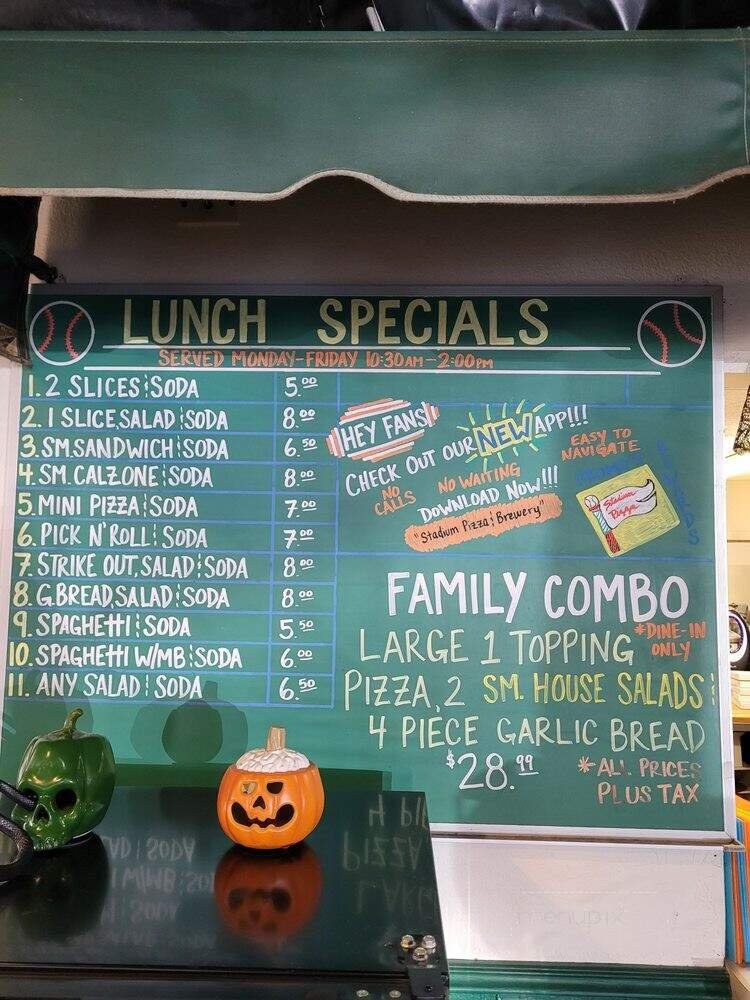 LUNCH SPECIALS
SERVED MONDAY-FRIDAY 10:30AM-2:00PM
1. 2 SLICES & SODA 5.00
2. 1 SLICE, SALAD & SODA 8.00
3. SM. SANDWICH & SODA 6.50
4. SM. CALZONE & SODA 8.00
5. MINI PIZZA & SODA 7.00
6. PICK N' ROLL & SODA 7.00
7. STRIKE OUT, SALAD & SODA 8.00
8. G.BREAD, SALAD & SODA 8.00
9. SPAGHETTI & SODA 5.50
10. SPAGHETTI W/MB & SODA 6.00
11. ANY SALAD & SODA 6.50
HEY FANS
CHECK OUT OUR NEW APP!!!
NO CALLS
NO WAITING
DOWNLOAD NOW!!!
"Stadium Pizza & Brewery"
EASY TO
NAVIGATE
Stadium
Pizza
FAMILY COMBO
LARGE 1 TOPPING
*DINE-IN
ONLY
PIZZA, 2 SM. HOUSE SALADS &
4 PIECE GARLIC BREAD
$28.99
*ALL PRICES
PLUS TAX
menupix